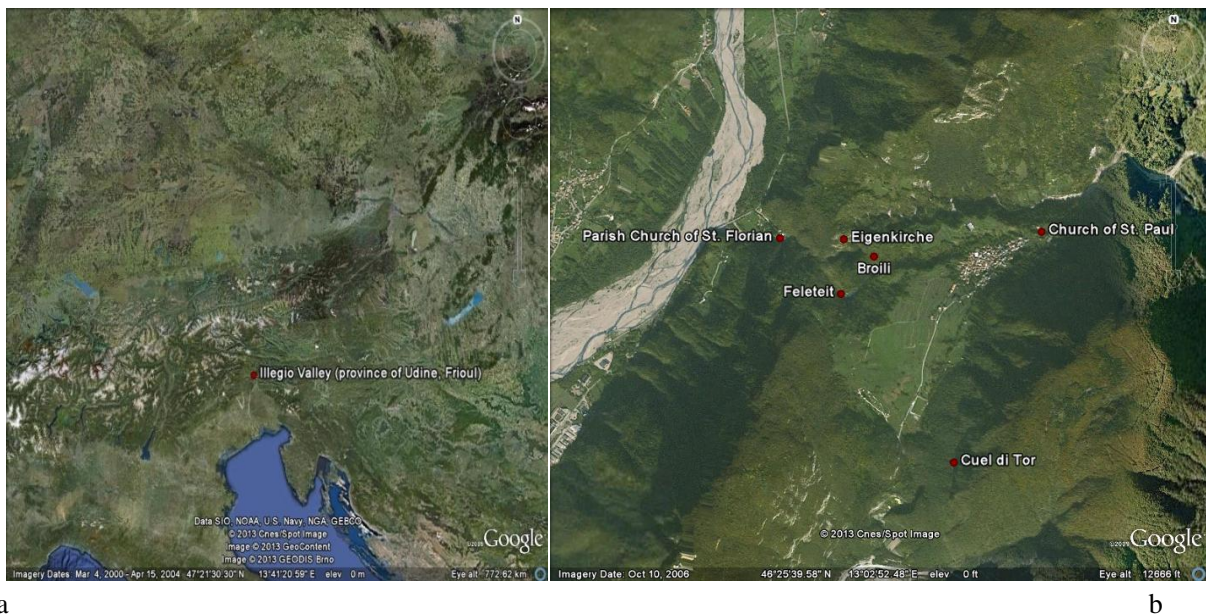 Illegio Valley (province of Udine, Frioul)
Data SIO, NOAA, U.S. Navy, NGA, GEBCO
© 2013 Cnes/Spot Image
Image © 2013 GeoContent
Image © 2013 GEODIS Brno
Google
Imagery Dates: Mar 4, 2000 - Apr 15, 2004 47°21'30.30" N 13°41'20.59" E elev 0 m Eye alt 772.62 km
N
N
Parish Church of St. Florian
Eigenkirche
Church of St. Paul
Broili
Feleteit
Cuel di Tor
© 2013 Cnes/Spot Image
Google
Imagery Date: Oct 10, 2006 46°25'39.58" N 13°02'52.48" E elev 0 ft Eye alt 12666 ft
a
b